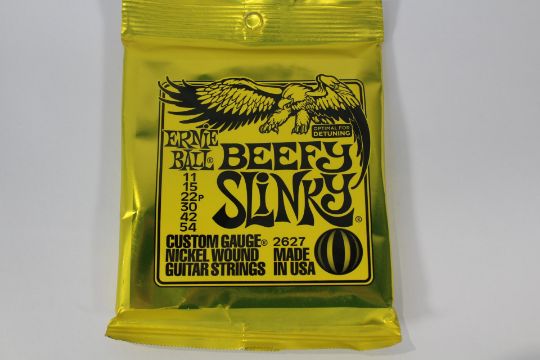 OPTIMAL FOR
DETUNING
ERNIE
BALL®
BEEFY
SLINKY®
11
15
22P
30
42
54
CUSTOM GAUGE® 2627
NICKEL WOUND MADE
GUITAR STRINGS IN USA